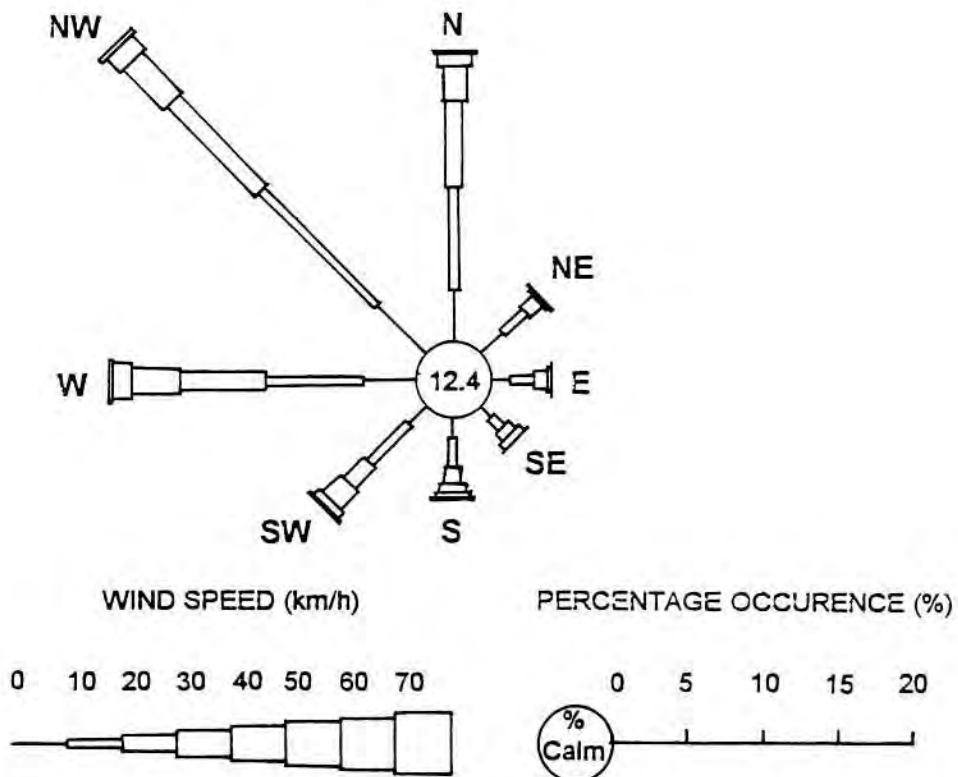 NW
N
NE
W
12.4
E
SE
SW
S
WIND SPEED (km/h)
PERCENTAGE OCCURENCE (%)
0 10 20 30 40 50 60 70
0 5 10 15 20
%
Calm